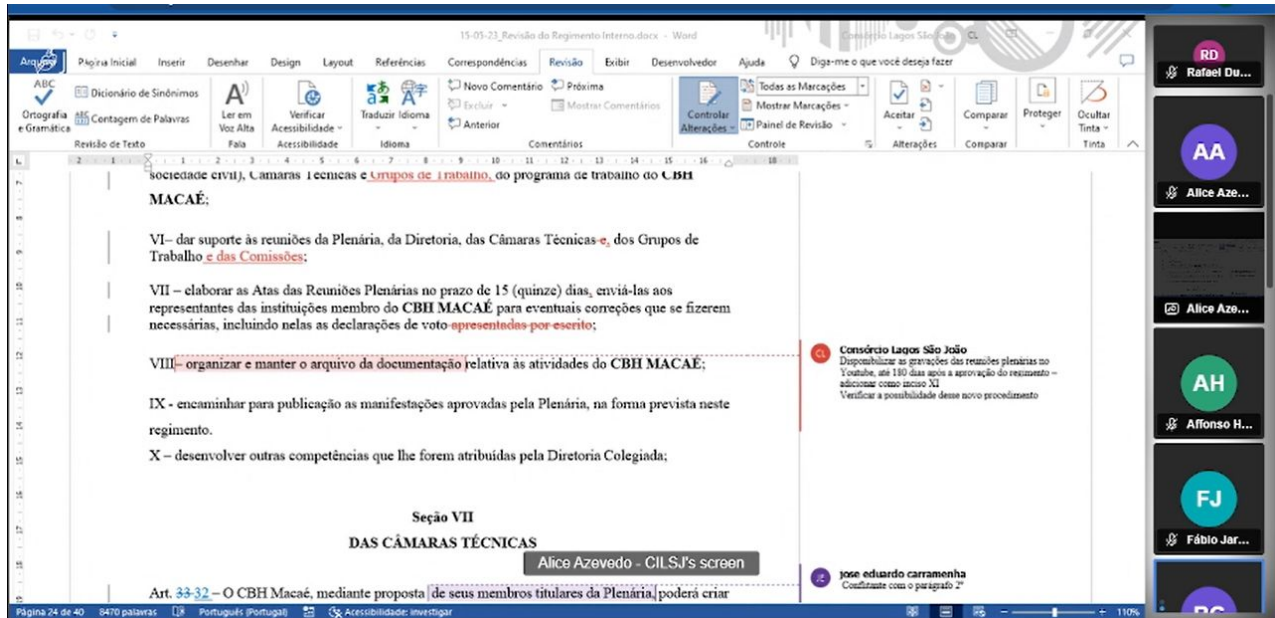 15-05-23_Revisão do Regimento Interno.docx - Word
Consórcio Lagos São João
CL
Arquivo Página Inicial Inserir Desenhar Design Layout Referências Correspondências Revisão Exibir Desenvolvedor Ajuda Diga-me o que você deseja fazer
ABC
Ortografia e Gramática
Dicionário de Sinônimos
Contagem de Palavras
Revisão de Texto
Ler em Voz Alta
Fala
Verificar Acessibilidade
Acessibilidade
Traduzir Idioma
Idioma
Novo Comentário
Excluir
Anterior
Próxima
Mostrar Comentários
Comentários
Controlar Alterações
Todas as Marcações
Mostrar Marcações
Painel de Revisão
Controle
Aceitar
Alterações
Comparar
Comparar
Proteger
Ocultar Tinta
Tinta
sociedade civil), Câmaras Técnicas e Grupos de Trabalho, do programa de trabalho do CBH
MACAÉ;
VI– dar suporte às reuniões da Plenária, da Diretoria, das Câmaras Técnicas e, dos Grupos de
Trabalho e das Comissões;
VII – elaborar as Atas das Reuniões Plenárias no prazo de 15 (quinze) dias, enviá-las aos
representantes das instituições membro do CBH MACAÉ para eventuais correções que se fizerem
necessárias, incluindo nelas as declarações de voto apresentadas por escrito;
VIII– organizar e manter o arquivo da documentação relativa às atividades do CBH MACAÉ;
IX - encaminhar para publicação as manifestações aprovadas pela Plenária, na forma prevista neste
regimento.
X – desenvolver outras competências que lhe forem atribuídas pela Diretoria Colegiada;
Seção VII
DAS CÂMARAS TÉCNICAS
Alice Azevedo - CILSJ's screen
Art. 33 32 – O CBH Macaé, mediante proposta de seus membros titulares da Plenária, poderá criar
CL
Consórcio Lagos São João
Disponibilizar as gravações das reuniões plenárias no
Youtube, até 180 dias após a aprovação do regimento –
adicionar como inciso XI
Verificar a possibilidade desse novo procedimento
jose eduardo carramenha
Conflitante com o parágrafo 2º
Página 24 de 40 8470 palavras Português (Portugal) Acessibilidade: investigar 110%
RD
Rafael Du...
AA
Alice Aze...
Alice Aze...
AH
Affonso H...
FJ
Fábio Jar...